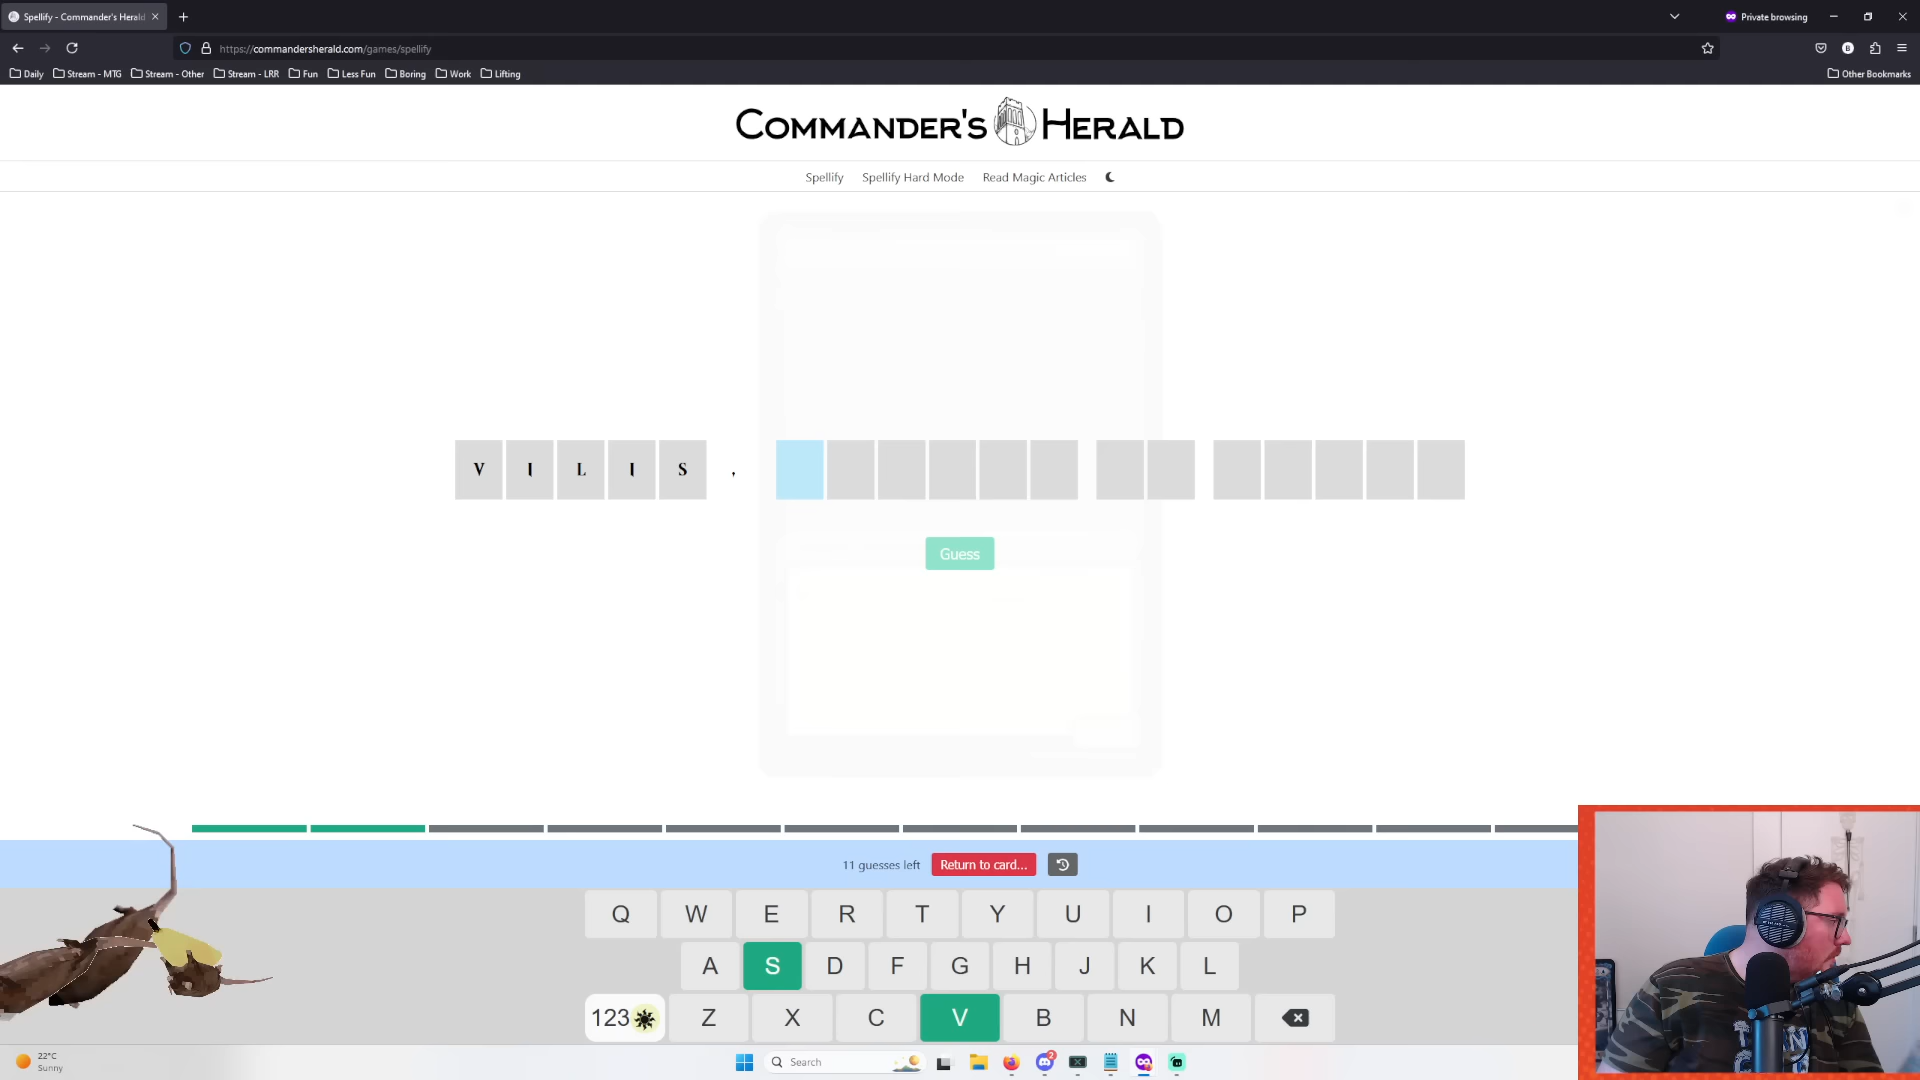 Spellify - Commander's Herald
Private browsing
https://commandersherald.com/games/spellify
Daily
Stream - MTG
Stream - Other
Stream - LRR
Fun
Less Fun
Boring
Work
Lifting
Other Bookmarks
COMMANDER'S HERALD
Spellify
Spellify Hard Mode
Read Magic Articles
V I L I S ,
Guess
11 guesses left
Return to card...
Q W E R T Y U I O P
A S D F G H J K L
123 Z X C V B N M
22°C
Sunny
Search
2